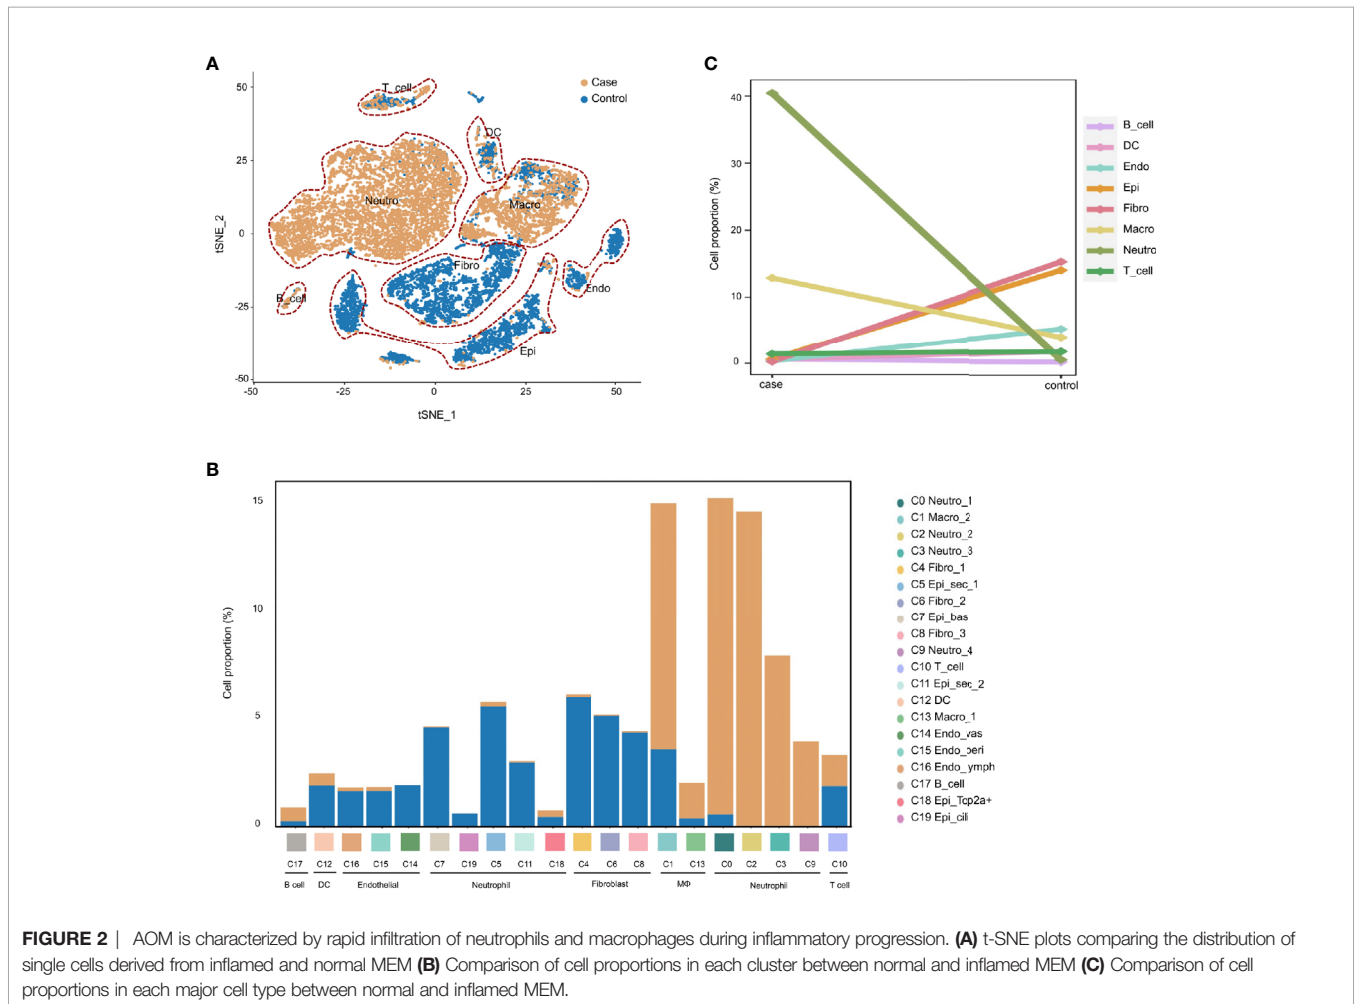 A
50
25
0
-25
-50
tSNE_2
-50
-25
0
25
50
tSNE_1
T_cell
DC
Neutro
Macro
Fibro
B_cell
Endo
Epi
Case
Control
C
40
30
20
10
0
Cell proportion (%)
case
control
B_cell
DC
Endo
Epi
Fibro
Macro
Neutro
T_cell
B
15
10
5
0
Cell proportion (%)
C17 C12 C16 C15 C14 C7 C19 C5 C11 C18 C4 C6 C8 C1 C13 C0 C2 C3 C9 C10
B cell DC Endothelial Neutrophil Fibroblast MΦ Neutrophil T cell
C0 Neutro_1
C1 Macro_2
C2 Neutro_2
C3 Neutro_3
C4 Fibro_1
C5 Epi_sec_1
C6 Fibro_2
C7 Epi_bas
C8 Fibro_3
C9 Neutro_4
C10 T_cell
C11 Epi_sec_2
C12 DC
C13 Macro_1
C14 Endo_vas
C15 Endo_peri
C16 Endo_ymph
C17 B_cell
C18 Epi_Tcp2a+
C19 Epi_cili
FIGURE 2 | AOM is characterized by rapid infiltration of neutrophils and macrophages during inflammatory progression. (A) t-SNE plots comparing the distribution of
single cells derived from inflamed and normal MEM (B) Comparison of cell proportions in each cluster between normal and inflamed MEM (C) Comparison of cell
proportions in each major cell type between normal and inflamed MEM.